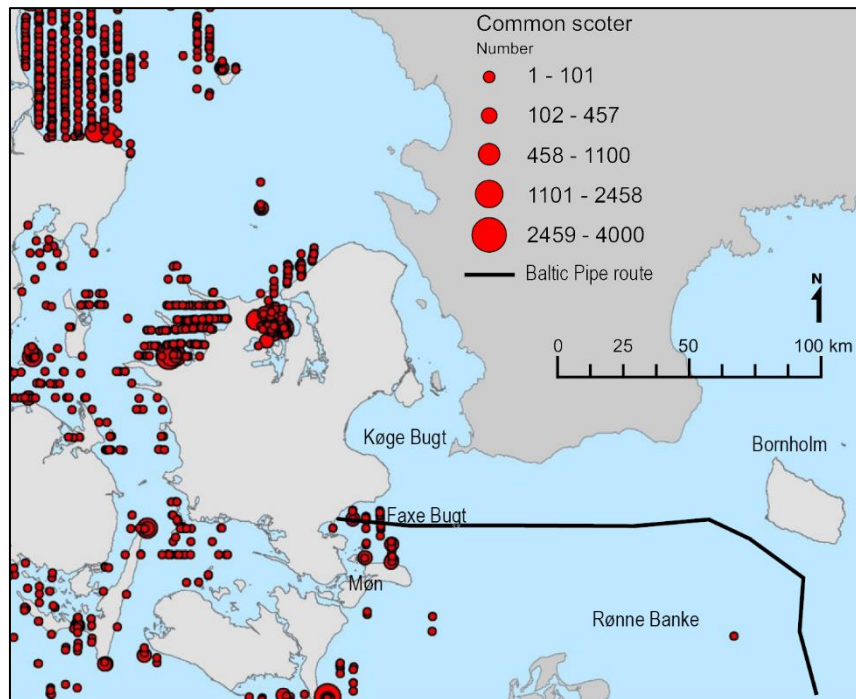 Common scoter
Number
1 - 101
102 - 457
458 - 1100
1101 - 2458
2459 - 4000
Baltic Pipe route
N
0 25 50 100 km
Køge Bugt
Bornholm
Faxe Bugt
Møn
Rønne Banke